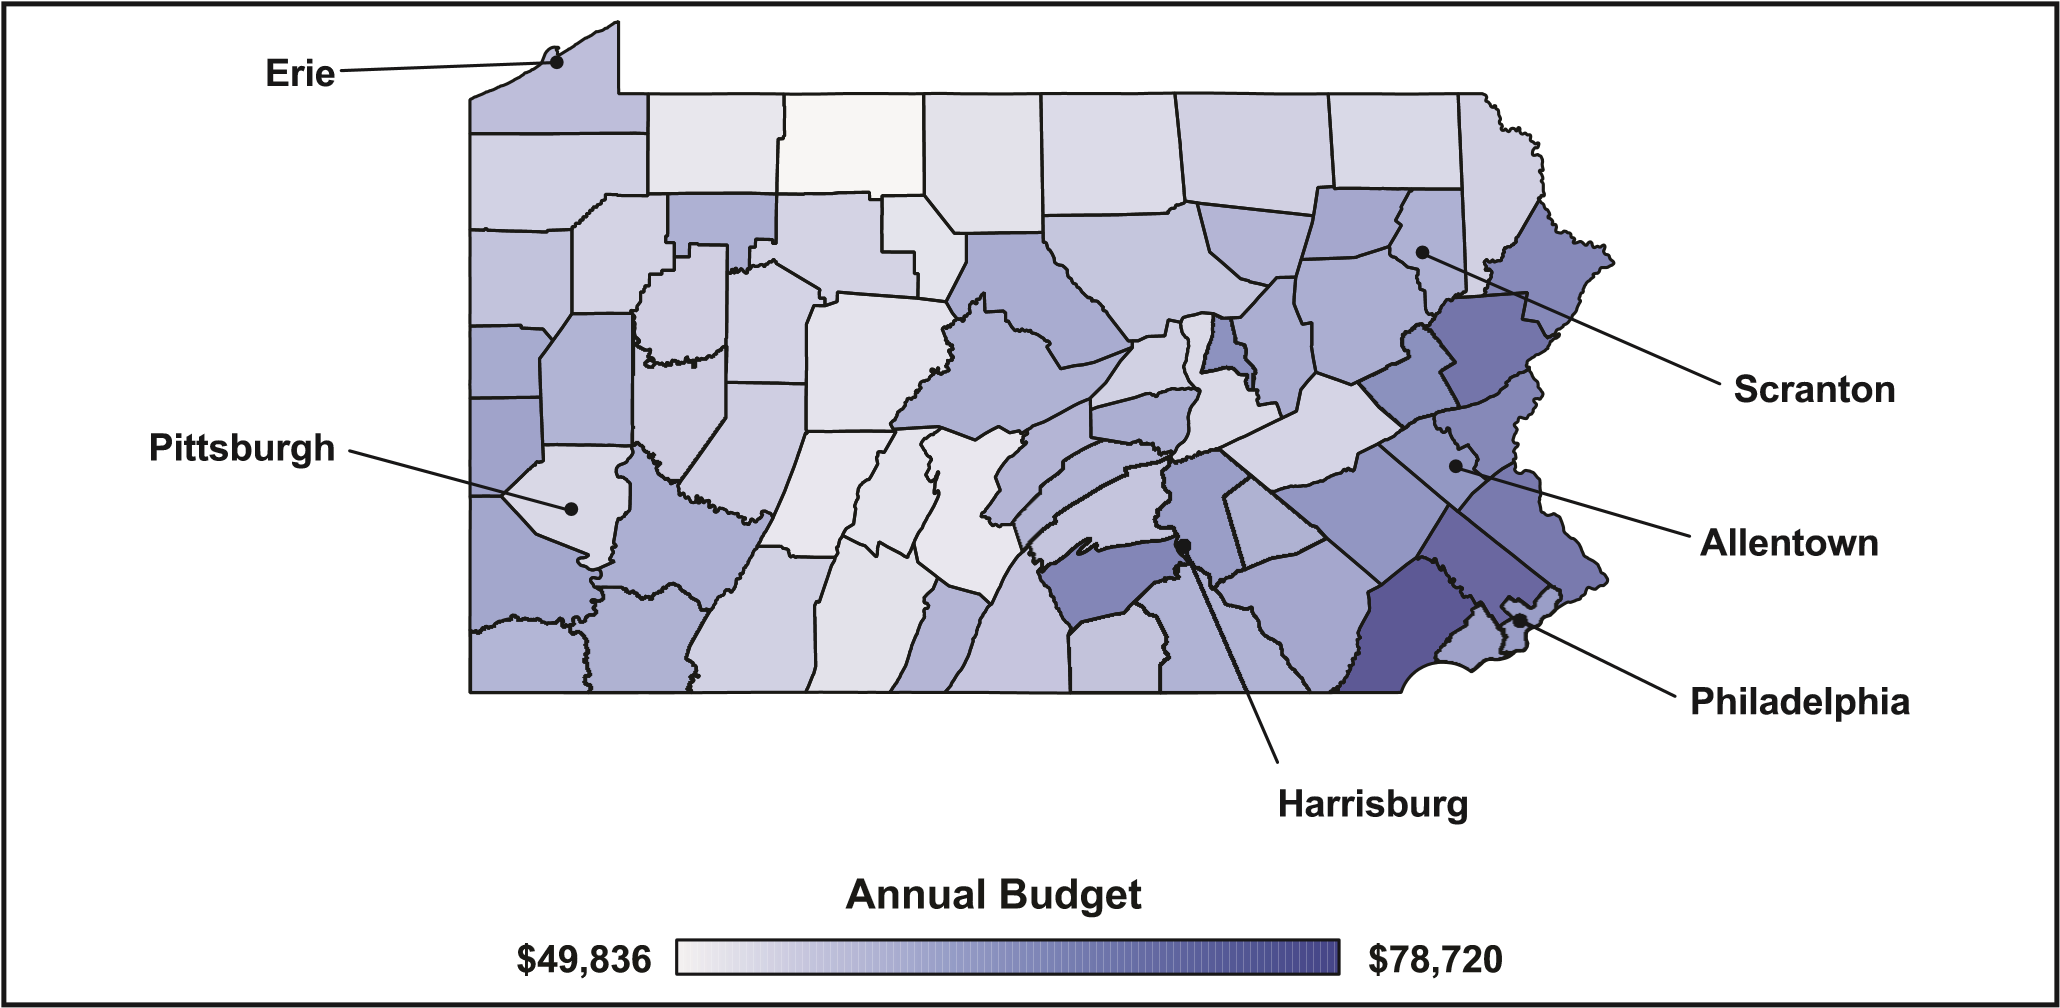 Erie
Scranton
Pittsburgh
Allentown
Philadelphia
Harrisburg
Annual Budget
$49,836 $78,720